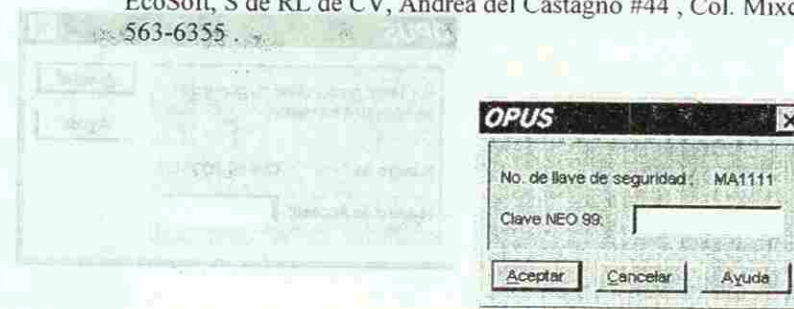 EcoSoft, S de RL de CV, Andrea del Castagno #44 , Col. Mixc
563-6355 .
OPUS
No. de llave de seguridad : MA1111
Clave NEO 99:
Aceptar Cancelar Ayuda